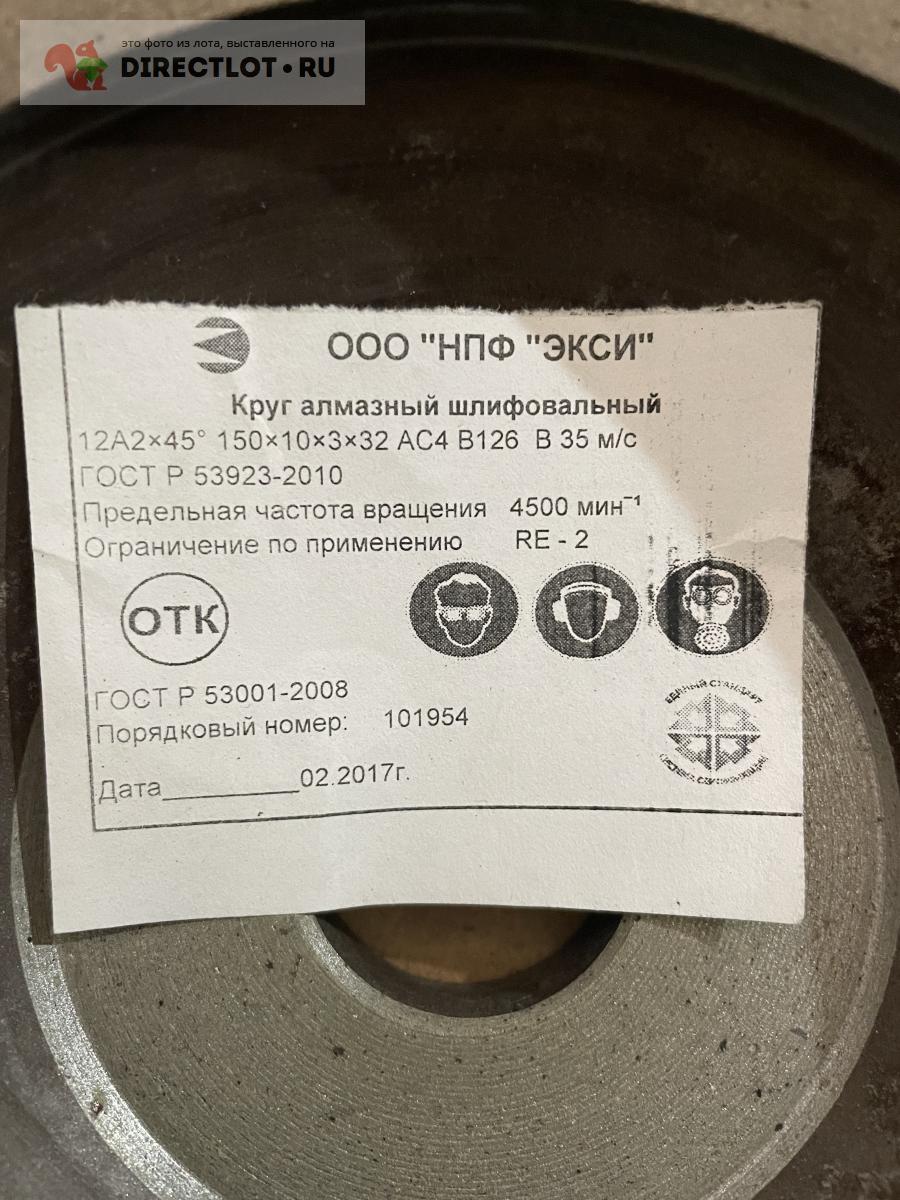 это фото из лота, выставленного на
DIRECTLOT•RU
ООО "НПФ "ЭКСИ"
Круг алмазный шлифовальный
12А2×45° 150×10×3×32 АС4 В126 В 35 м/с
ГОСТ Р 53923-2010
Предельная частота вращения 4500 мин⁻¹
Ограничение по применению RE - 2
ОТК
ГОСТ Р 53001-2008
Порядковый номер: 101954
ЕДИНЫЙ СТАНДАРТ
Дата__________02.2017г.